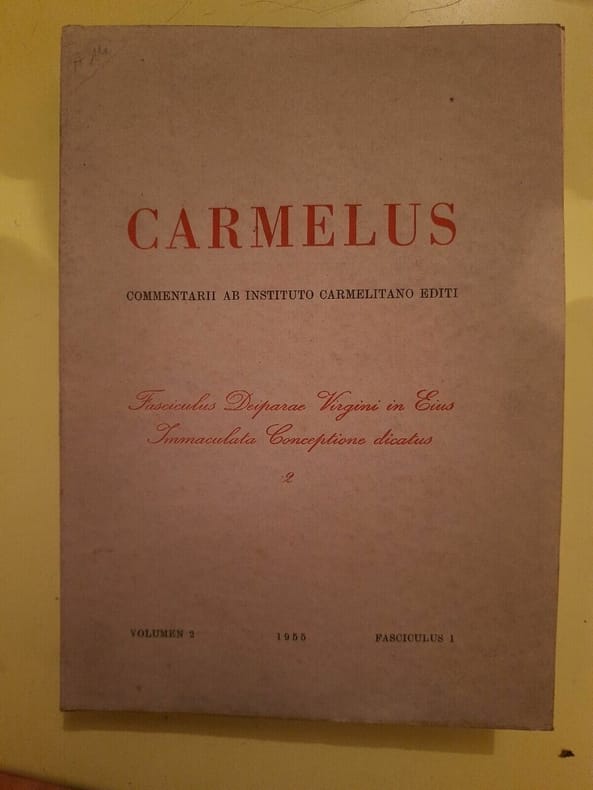 CARMELUS
COMMENTARII AB INSTITUTO CARMELITANO EDITI
Fasciculus Deiparae Virgini in Eius
Immaculata Conceptione dicatus
2
VOLUMEN 2 1955 FASCICULUS 1